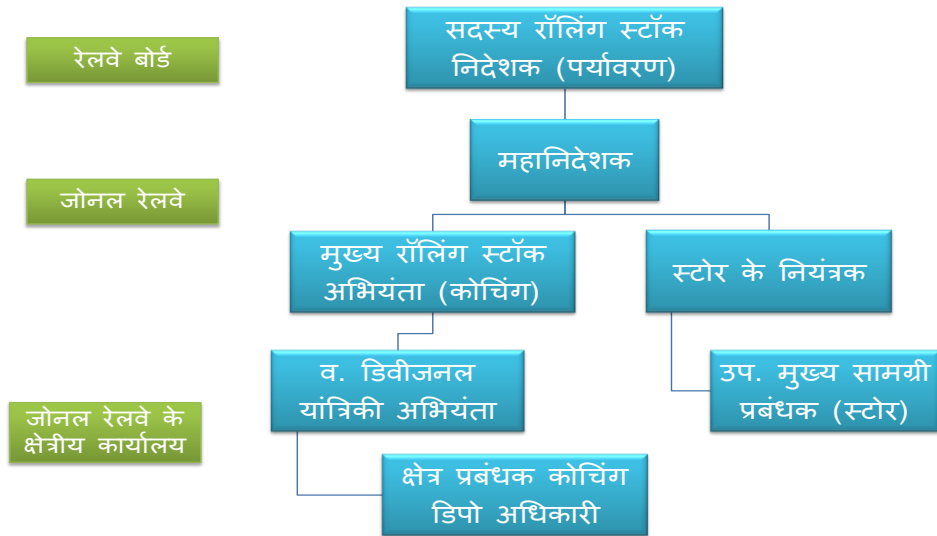 रेलवे बोर्ड
सदस्य रॉलिंग स्टॉक
निदेशक (पर्यावरण)
महानिदेशक
जोनल रेलवे
मुख्य रॉलिंग स्टॉक
अभियंता (कोचिंग)
स्टोर के नियंत्रक
व. डिवीजनल
यांत्रिकी अभियंता
उप. मुख्य सामग्री
प्रबंधक (स्टोर)
जोनल रेलवे के
क्षेत्रीय कार्यालय
क्षेत्र प्रबंधक कोचिंग
डिपो अधिकारी